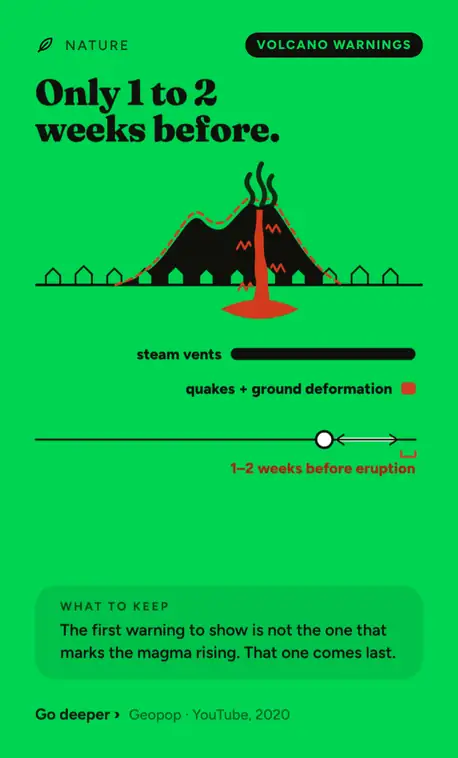 NATURE
VOLCANO WARNINGS
Only 1 to 2
weeks before.
steam vents
quakes + ground deformation
1–2 weeks before eruption
WHAT TO KEEP
The first warning to show is not the one that
marks the magma rising. That one comes last.
Go deeper › Geopop · YouTube, 2020